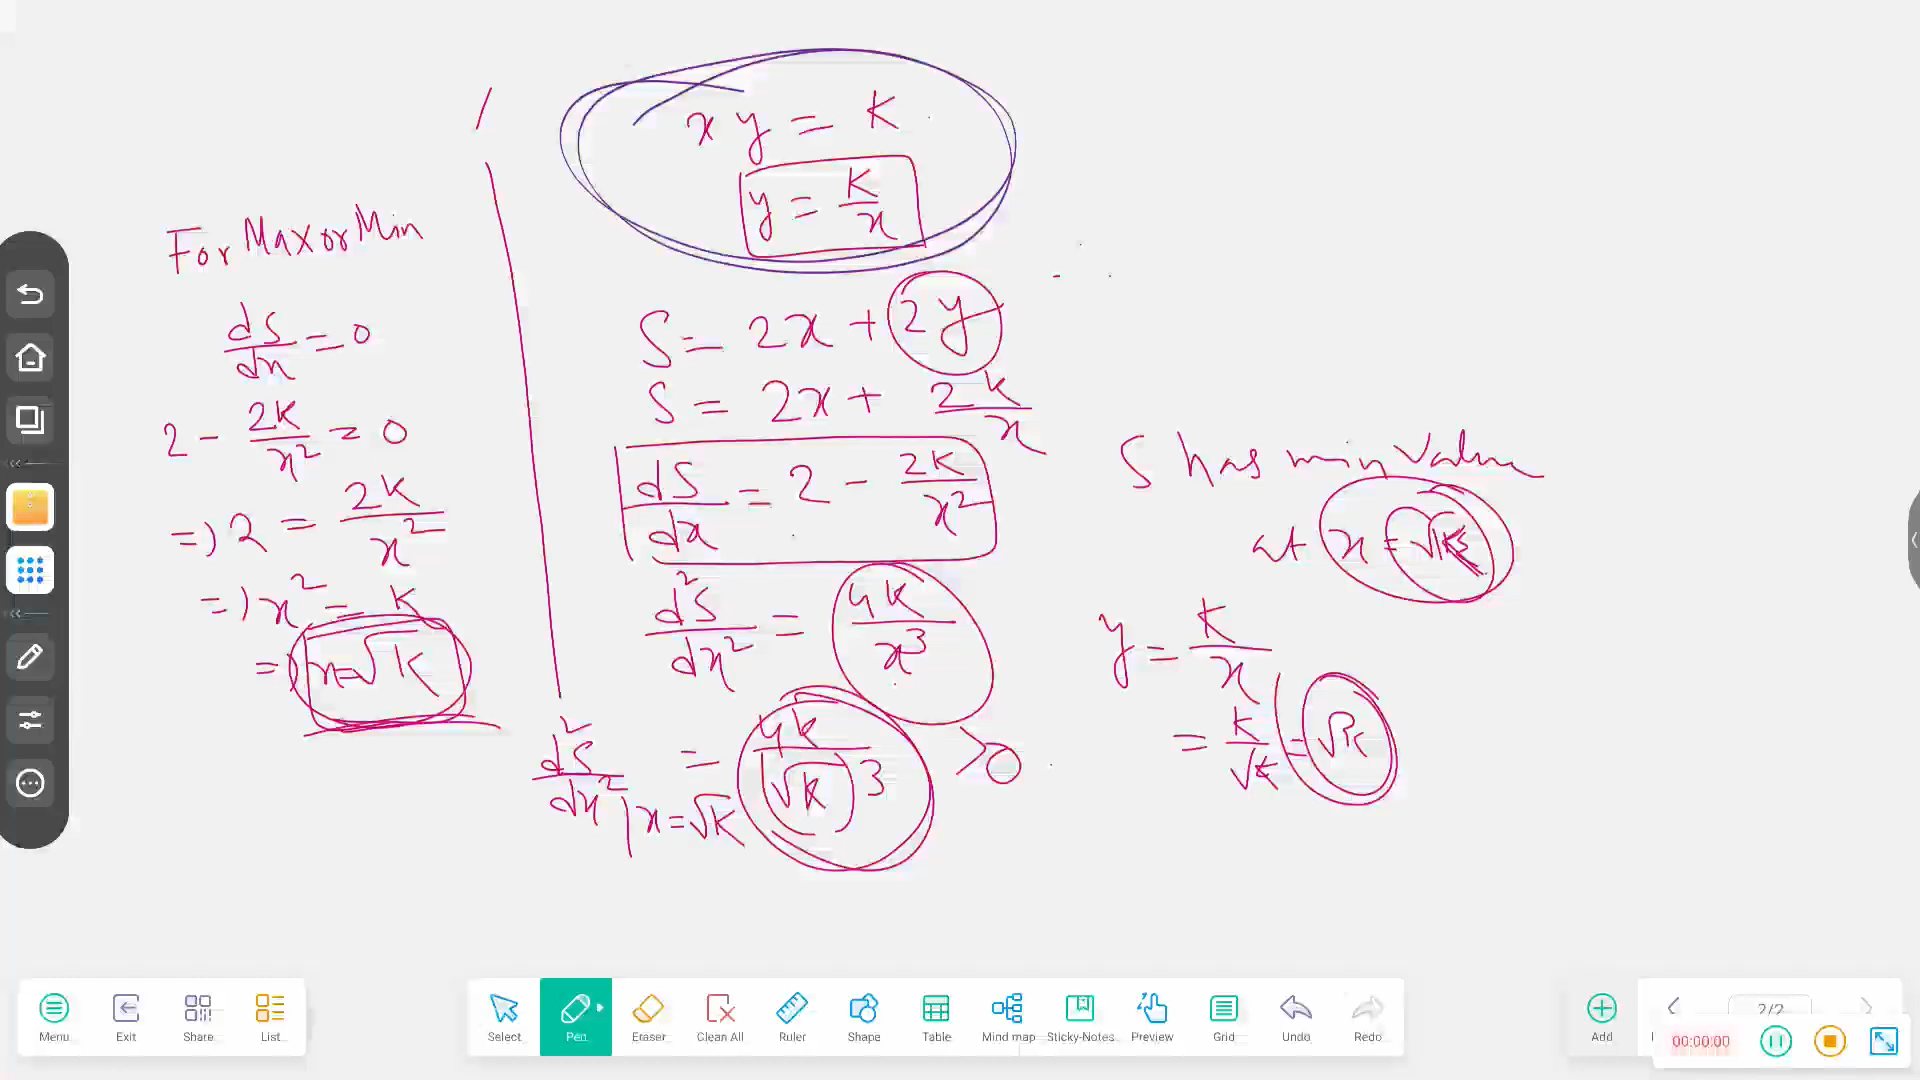 xy = K
y = K/x
For Max or Min
dS/dx = 0
2 - 2K/x² = 0
=) 2 = 2K/x²
=) x² = K
=) x = √K
S = 2x + 2y
S = 2x + 2K/x
dS/dx = 2 - 2K/x²
d²S/dx² = 4K/x³
d²S/dx² | x = √K = 4K/(√K)3 > 0
S has min Value
at x = √K
y = K/x
= K/√K = √K
Menu
Exit
Share
List
Select
Pen
Eraser
Clean All
Ruler
Shape
Table
Mind map
Sticky-Notes
Preview
Grid
Undo
Redo
Add
2/2
00:00:00